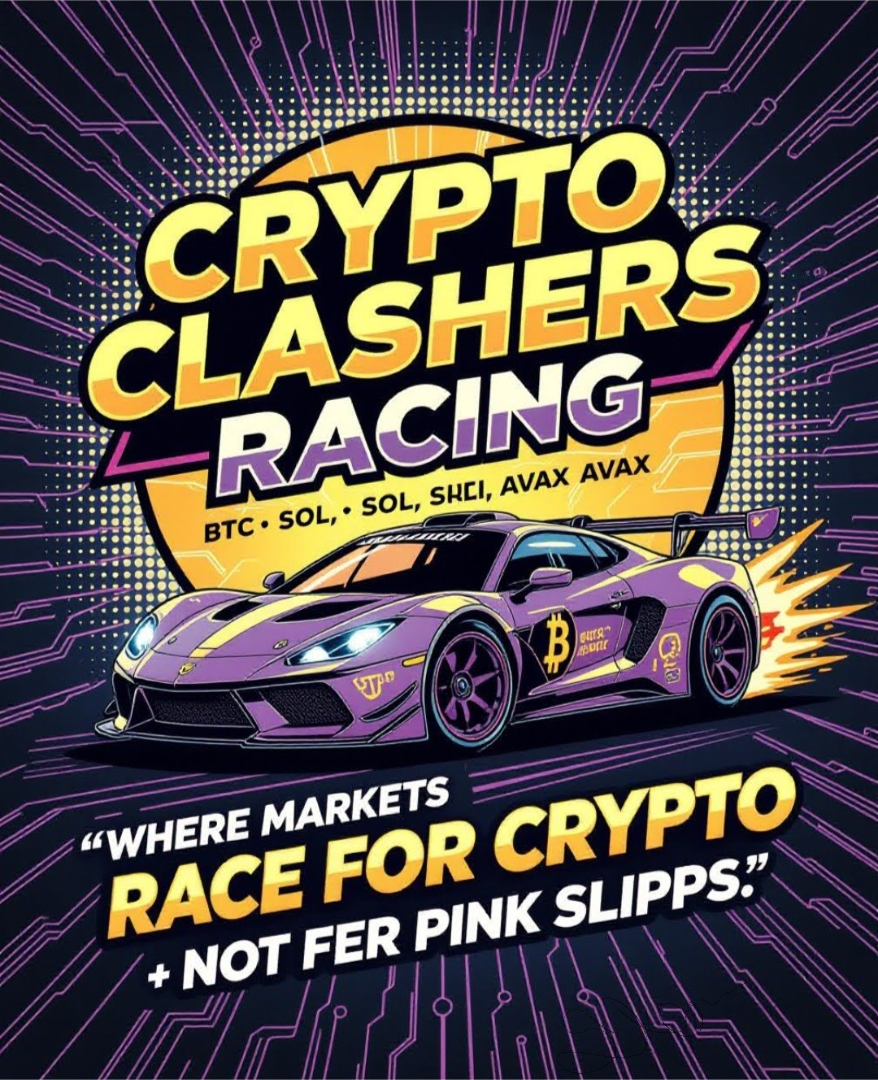 CRYPTO
CLASHERS
RACING
BTC • SOL, • SOL, SHCI, AVAX AVAX
B
“WHERE MARKETS
RACE FOR CRYPTO
+ NOT FER PINK SLIPPS.”